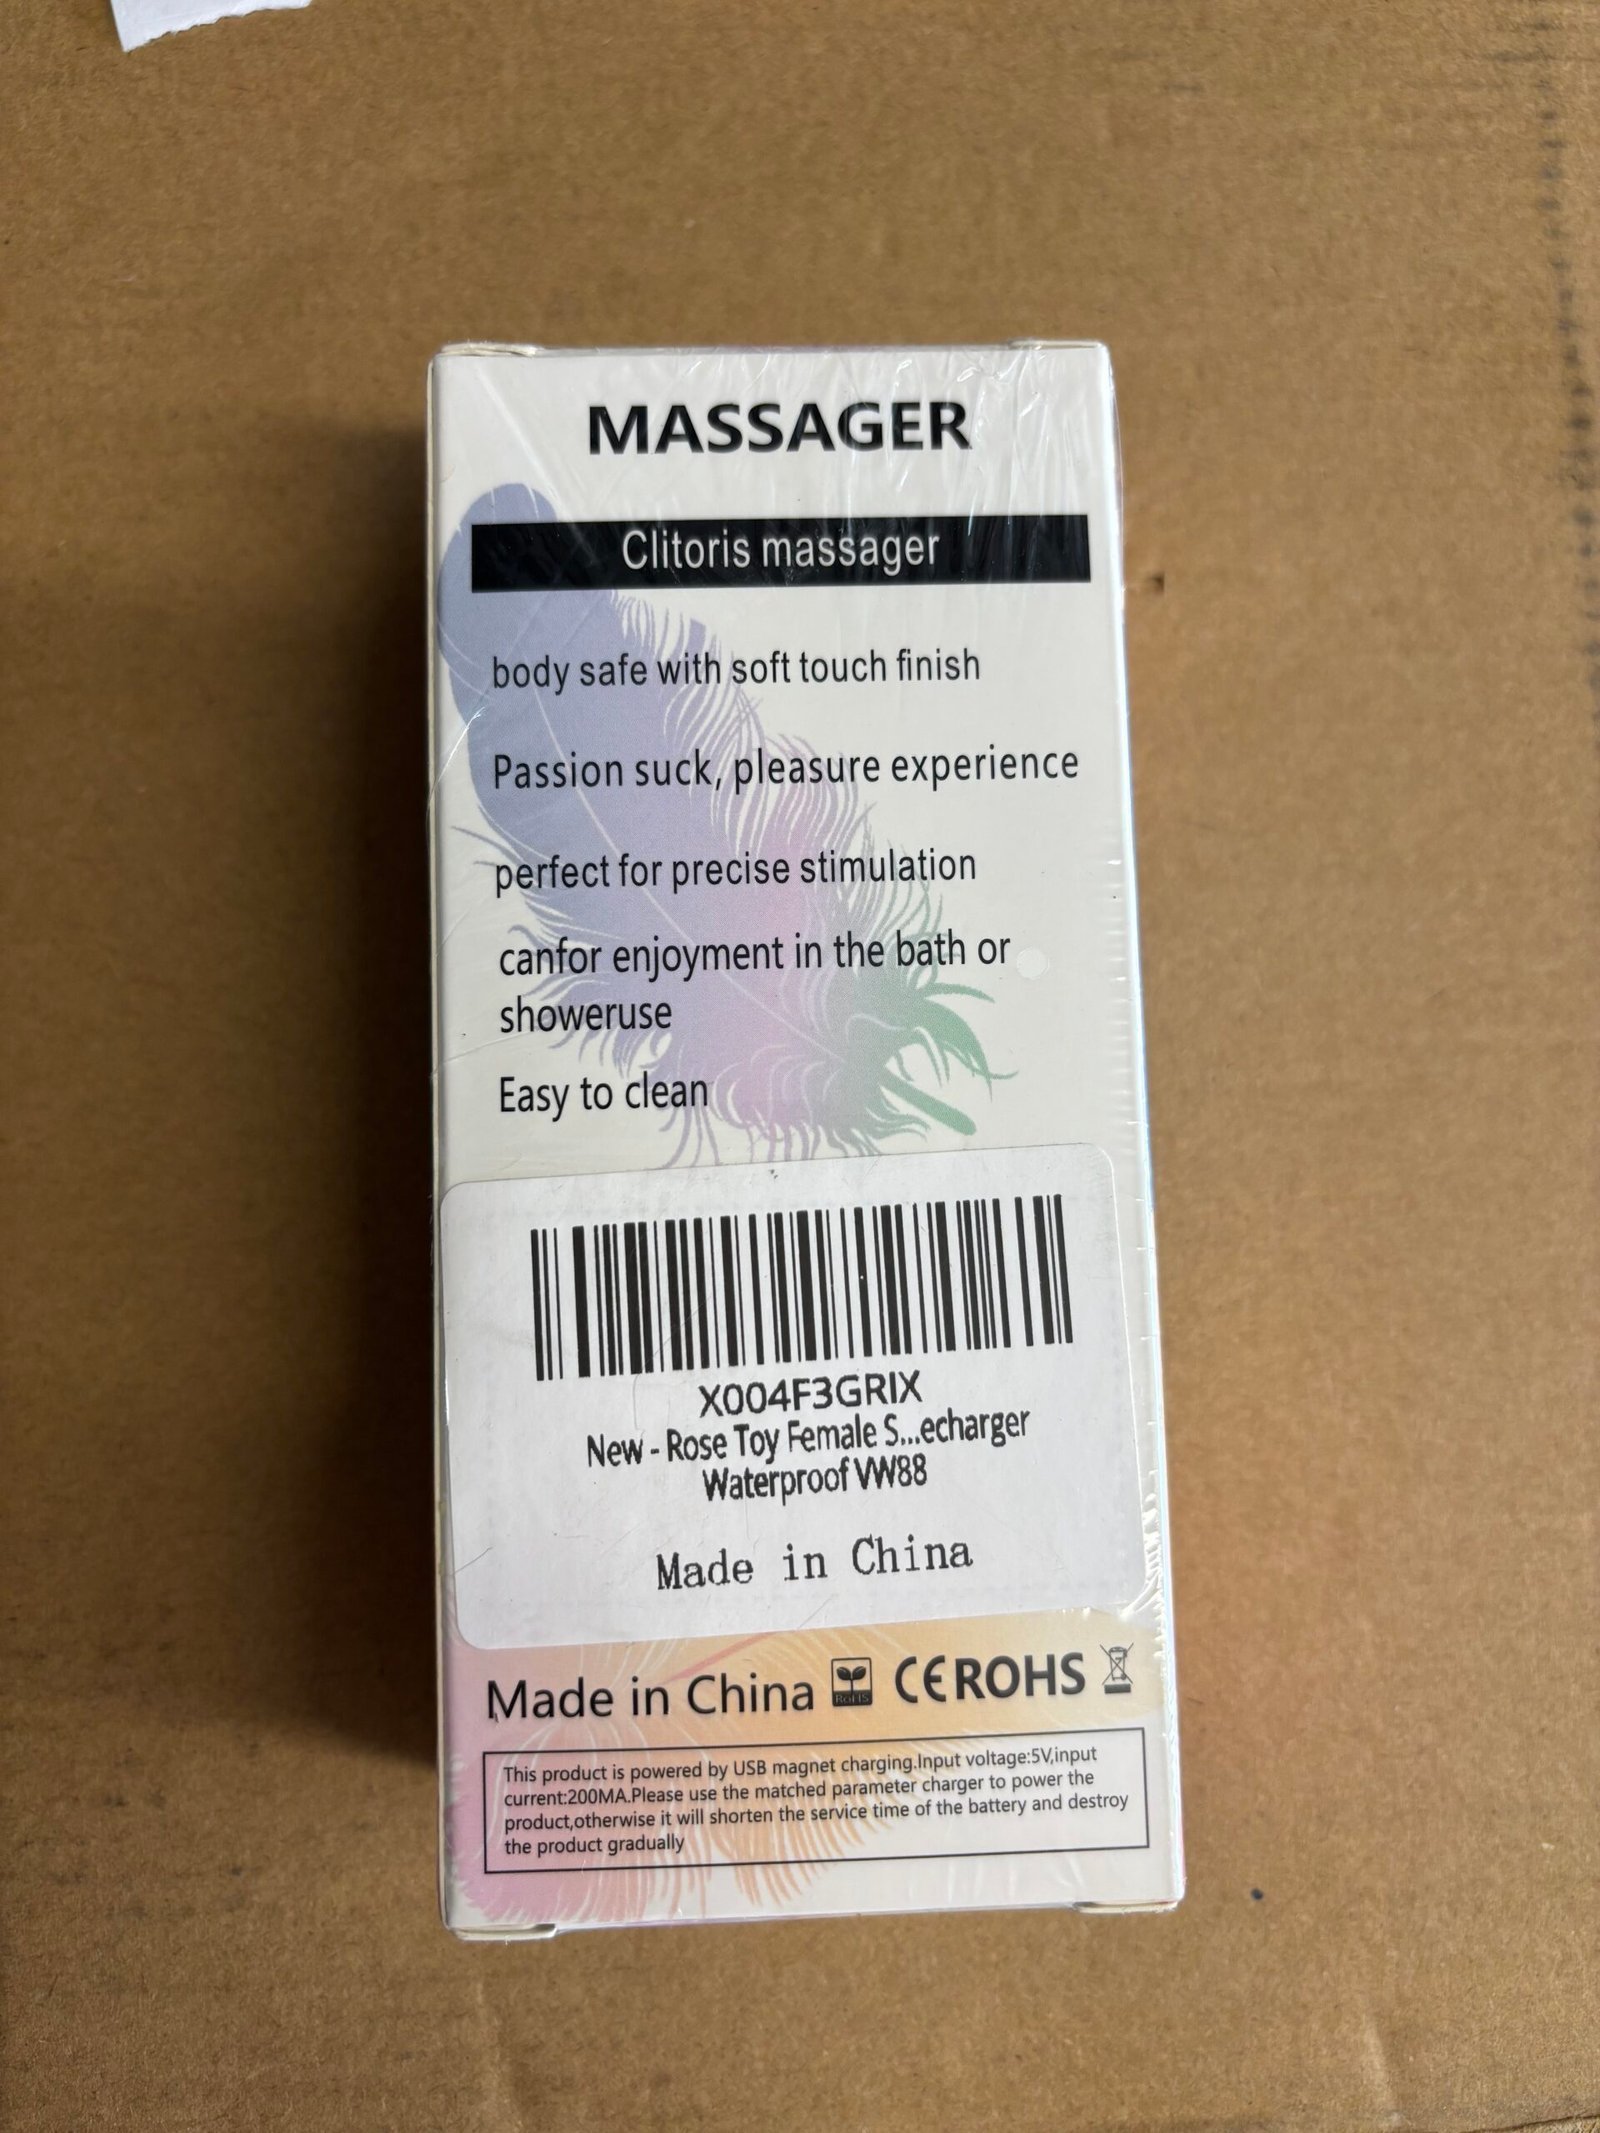 MASSAGER
Clitoris massager
body safe with soft touch finish
Passion suck, pleasure experience
perfect for precise stimulation
canfor enjoyment in the bath or
showeruse
Easy to clean
X004F3GRIX
New - Rose Toy Female S...echarger
Waterproof VW88
Made in China
Made in China RoHS CE ROHS
This product is powered by USB magnet charging.Input voltage:5V,input
current:200MA.Please use the matched parameter charger to power the
product,otherwise it will shorten the service time of the battery and destroy
the product gradually